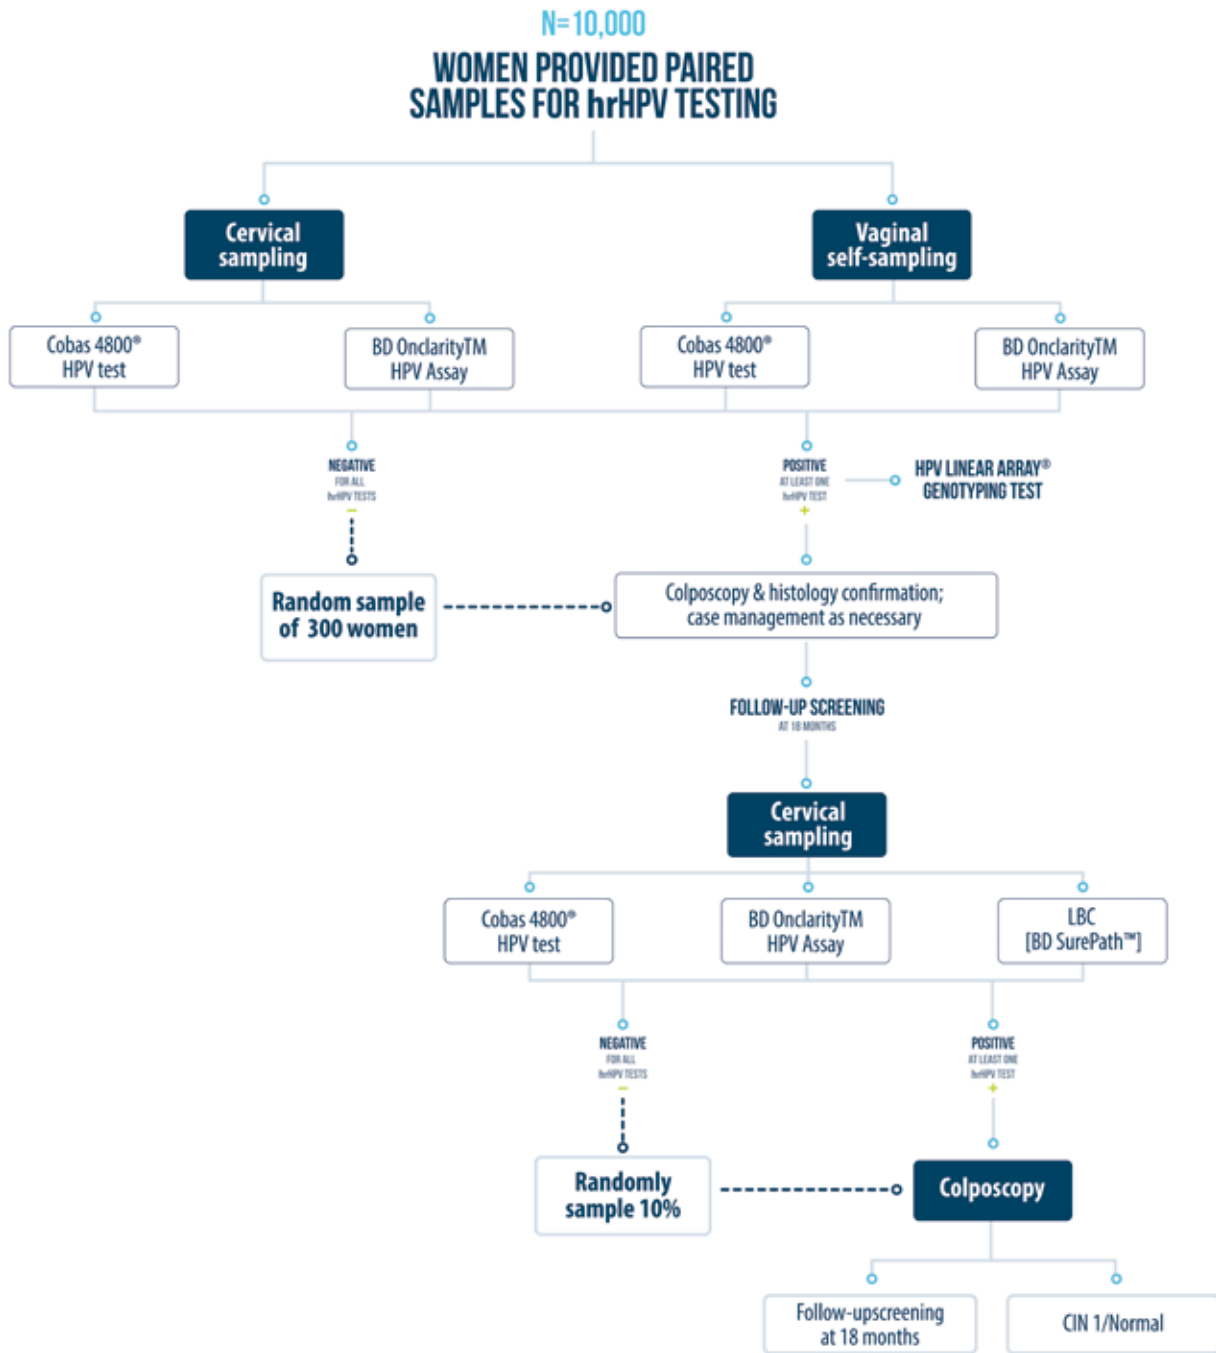 N=10,000
WOMEN PROVIDED PAIRED
SAMPLES FOR hrHPV TESTING
Cervical
sampling
Vaginal
self-sampling
Cobas 4800®
HPV test
BD OnclarityTM
HPV Assay
Cobas 4800®
HPV test
BD OnclarityTM
HPV Assay
NEGATIVE
FOR ALL
hrHPV TESTS
–
POSITIVE
AT LEAST ONE
hrHPV TEST
+
HPV LINEAR ARRAY®
GENOTYPING TEST
Random sample
of 300 women
Colposcopy & histology confirmation;
case management as necessary
FOLLOW-UP SCREENING
AT 18 MONTHS
Cervical
sampling
Cobas 4800®
HPV test
BD OnclarityTM
HPV Assay
LBC
[BD SurePath™]
NEGATIVE
FOR ALL
hrHPV TESTS
–
POSITIVE
AT LEAST ONE
hrHPV TEST
+
Randomly
sample 10%
Colposcopy
Follow-upscreening
at 18 months
CIN 1/Normal